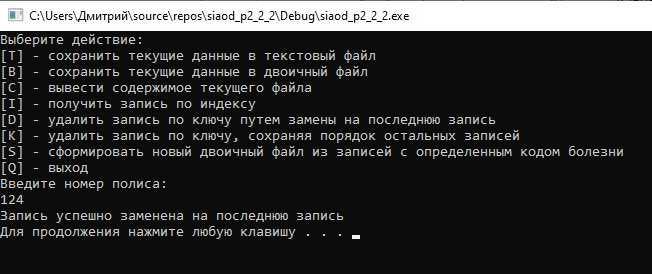 C:\Users\Дмитрий\source\repos\siaod_p2_2_2\Debug\siaod_p2_2_2.exe
Выберите действие:
[T] - сохранить текущие данные в текстовый файл
[B] - сохранить текущие данные в двоичный файл
[C] - вывести содержимое текущего файла
[I] - получить запись по индексу
[D] - удалить запись по ключу путем замены на последнюю запись
[K] - удалить запись по ключу, сохраняя порядок остальных записей
[S] - сформировать новый двоичный файл из записей с определенным кодом болезни
[Q] - выход
Введите номер полиса:
124
Запись успешно заменена на последнюю запись
Для продолжения нажмите любую клавишу . . .